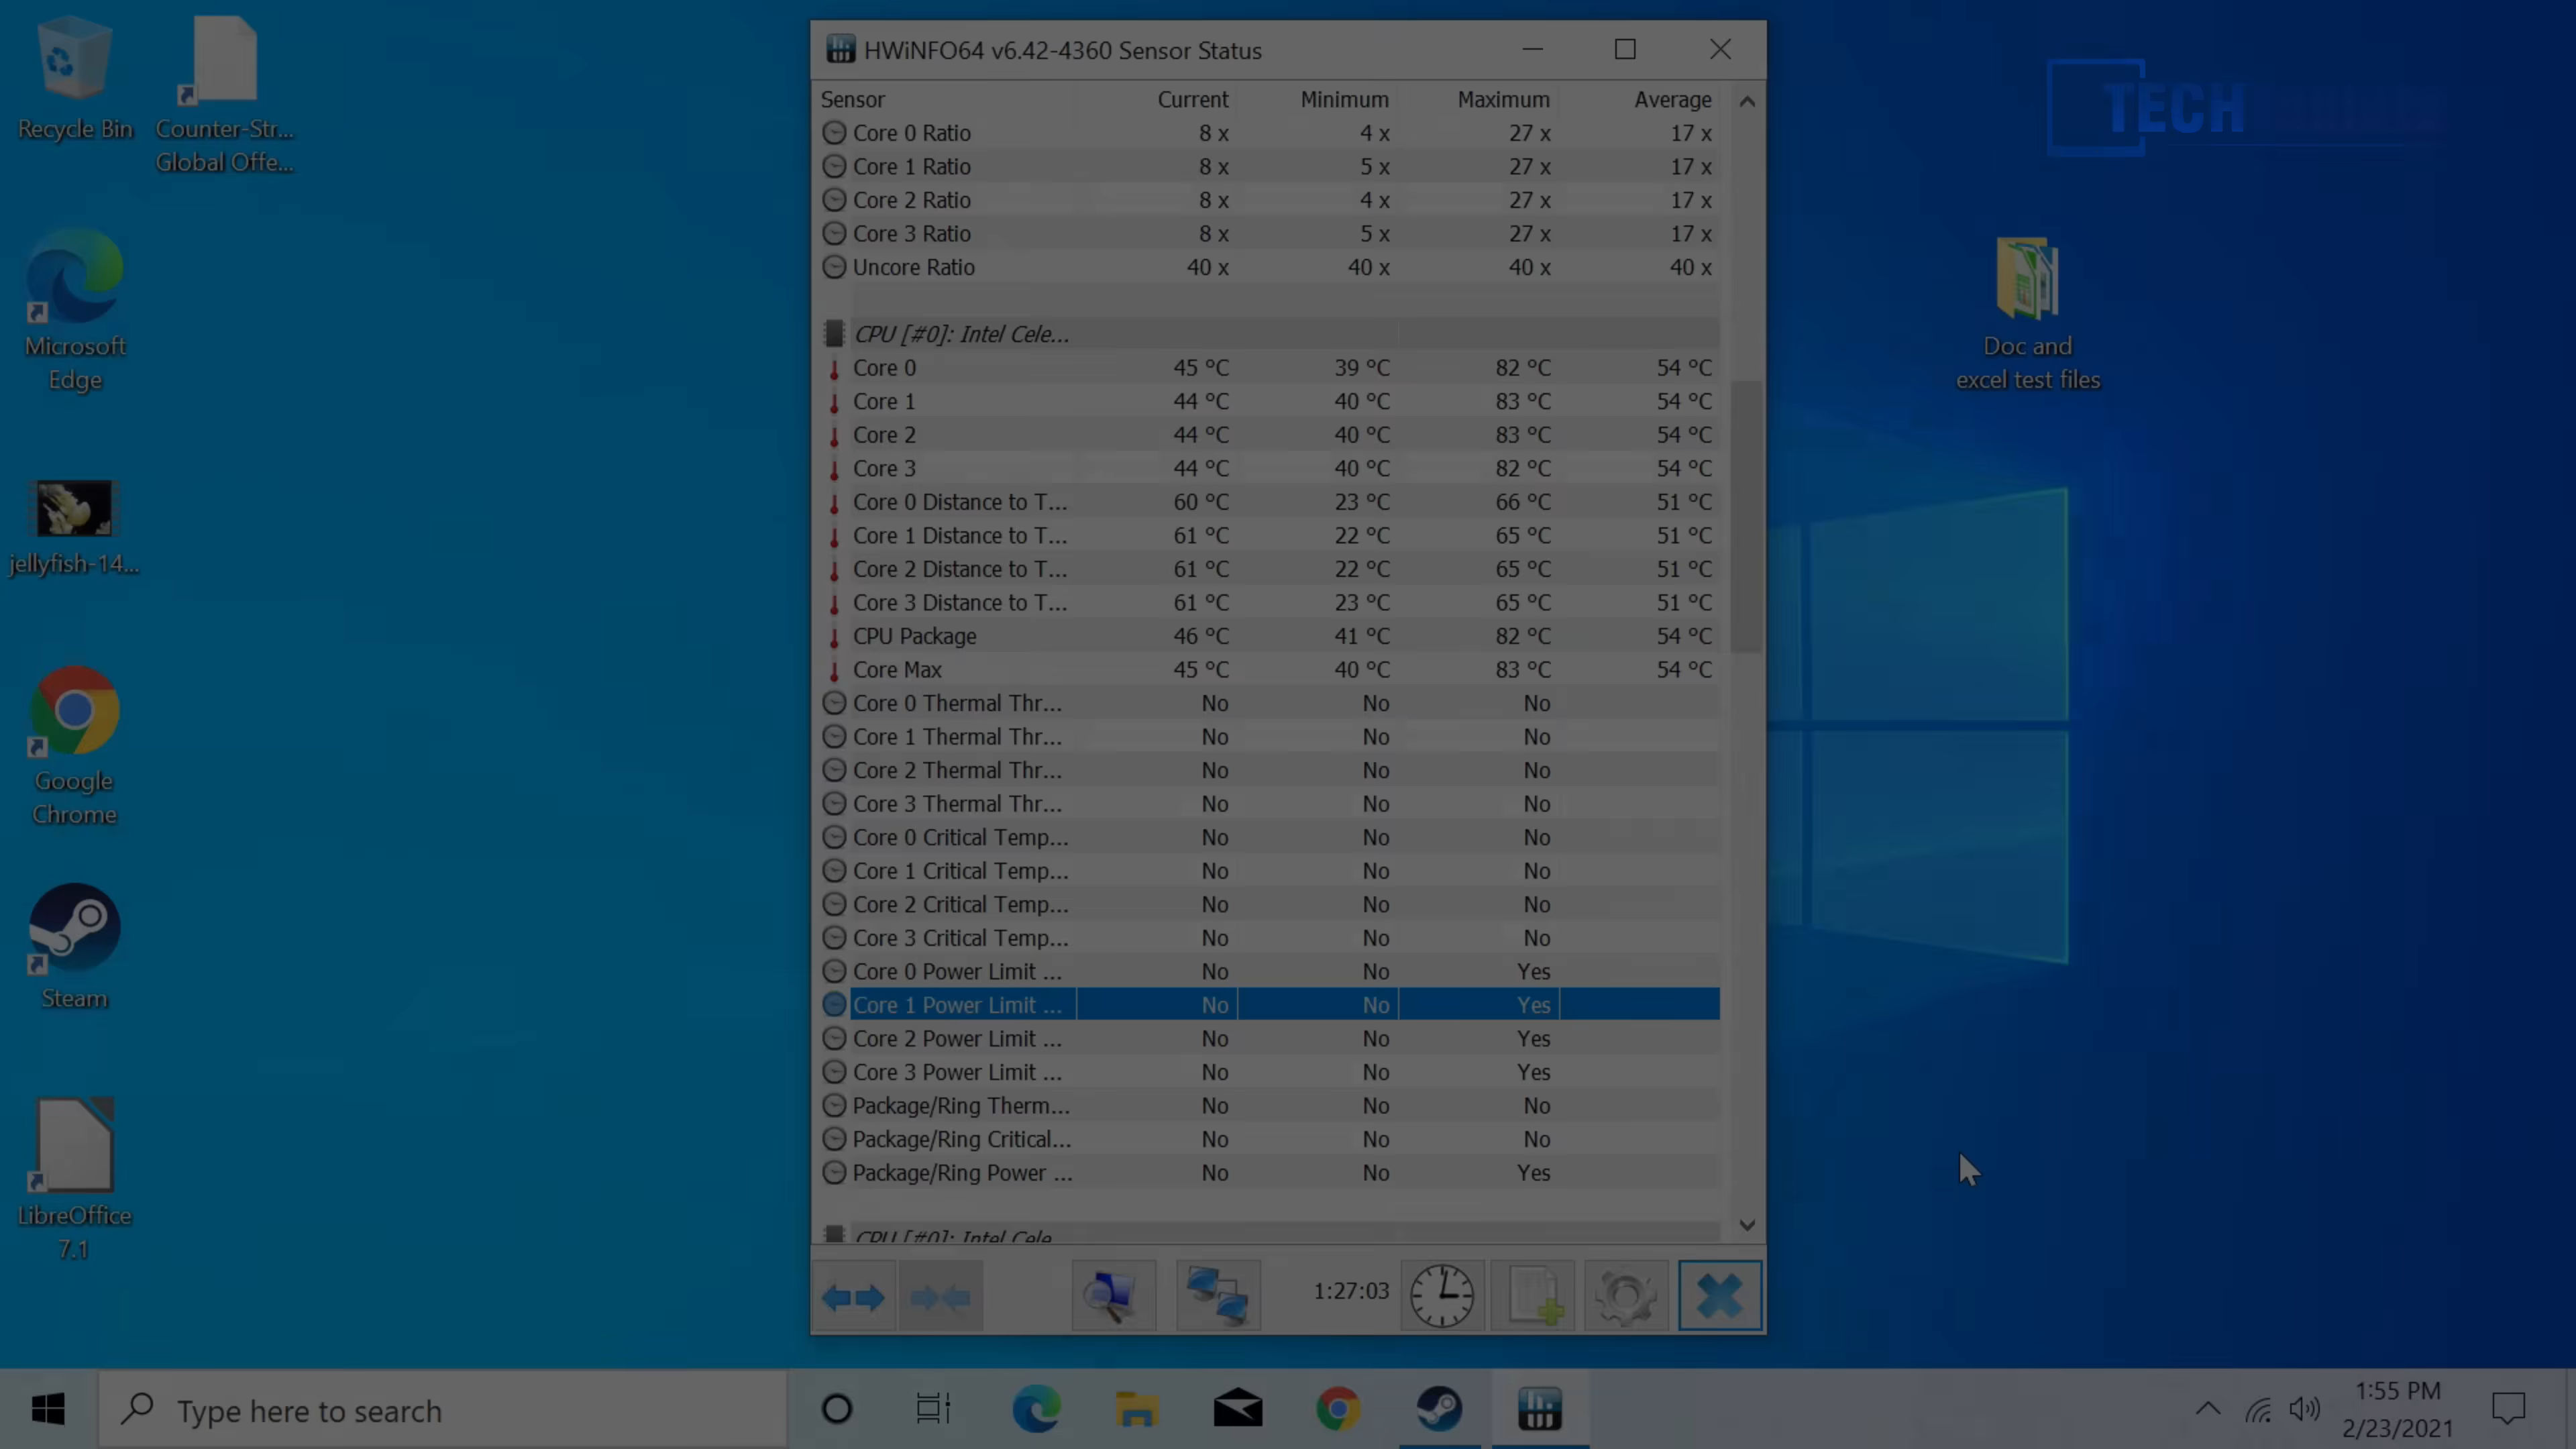 Recycle Bin
Counter-Str...
Global Offe...
Microsoft
Edge
jellyfish-14...
Google
Chrome
Steam
LibreOffice
7.1
HWiNFO64 v6.42-4360 Sensor Status
Sensor Current Minimum Maximum Average
Core 0 Ratio 8 x 4 x 27 x 17 x
Core 1 Ratio 8 x 5 x 27 x 17 x
Core 2 Ratio 8 x 4 x 27 x 17 x
Core 3 Ratio 8 x 5 x 27 x 17 x
Uncore Ratio 40 x 40 x 40 x 40 x
CPU [#0]: Intel Cele...
Core 0 45 °C 39 °C 82 °C 54 °C
Core 1 44 °C 40 °C 83 °C 54 °C
Core 2 44 °C 40 °C 83 °C 54 °C
Core 3 44 °C 40 °C 82 °C 54 °C
Core 0 Distance to T... 60 °C 23 °C 66 °C 51 °C
Core 1 Distance to T... 61 °C 22 °C 65 °C 51 °C
Core 2 Distance to T... 61 °C 22 °C 65 °C 51 °C
Core 3 Distance to T... 61 °C 23 °C 65 °C 51 °C
CPU Package 46 °C 41 °C 82 °C 54 °C
Core Max 45 °C 40 °C 83 °C 54 °C
Core 0 Thermal Thr... No No No
Core 1 Thermal Thr... No No No
Core 2 Thermal Thr... No No No
Core 3 Thermal Thr... No No No
Core 0 Critical Temp... No No No
Core 1 Critical Temp... No No No
Core 2 Critical Temp... No No No
Core 3 Critical Temp... No No No
Core 0 Power Limit ... No No Yes
Core 1 Power Limit ... No No Yes
Core 2 Power Limit ... No No Yes
Core 3 Power Limit ... No No Yes
Package/Ring Therm... No No No
Package/Ring Critical... No No No
Package/Ring Power ... No No Yes
CPU [#0]: Intel Cele
1:27:03
TECH
Doc and
excel test files
Type here to search
1:55 PM
2/23/2021